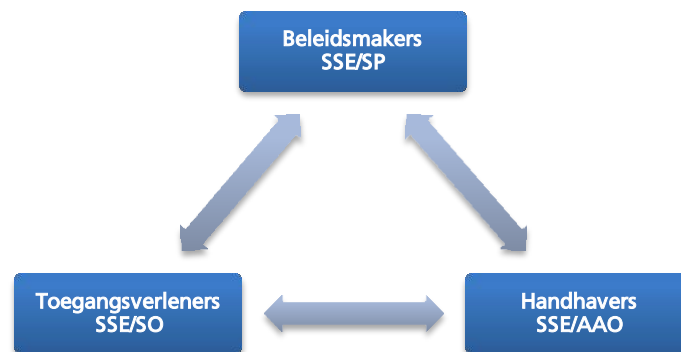 Beleidsmakers
SSE/SP
Toegangsverleners
SSE/SO
Handhavers
SSE/AAO